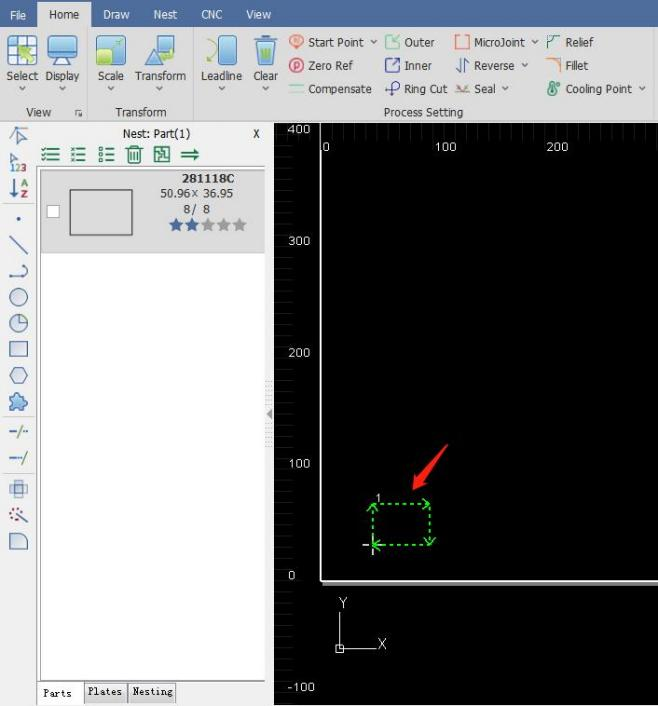 File Home Draw Nest CNC View
Start Point Outer MicroJoint Relief
Zero Ref Inner Reverse Fillet
Select Display Scale Transform Leadline Clear
Compensate Ring Cut Seal Cooling Point
View Transform Process Setting
Nest: Part(1) X
123
A
Z
281118C
50.96X 36.95
8/ 8
400
0 100 200
300
200
100
1
0
Y
X
-100
Parts Plates Nesting